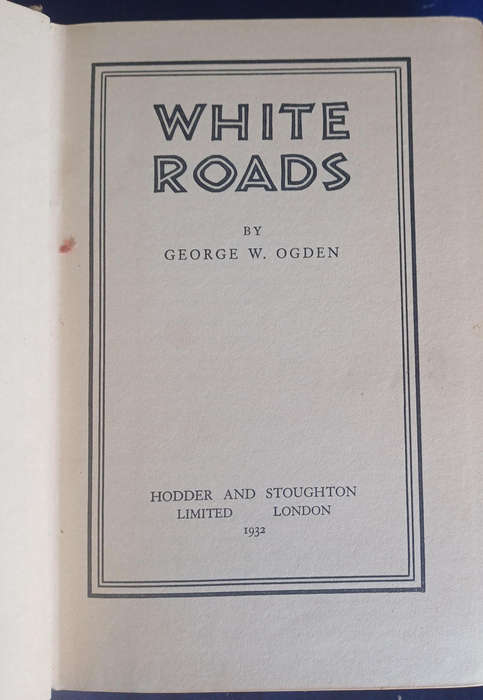 WHITE
ROADS
BY
GEORGE W. OGDEN
HODDER AND STOUGHTON
LIMITED LONDON
1932